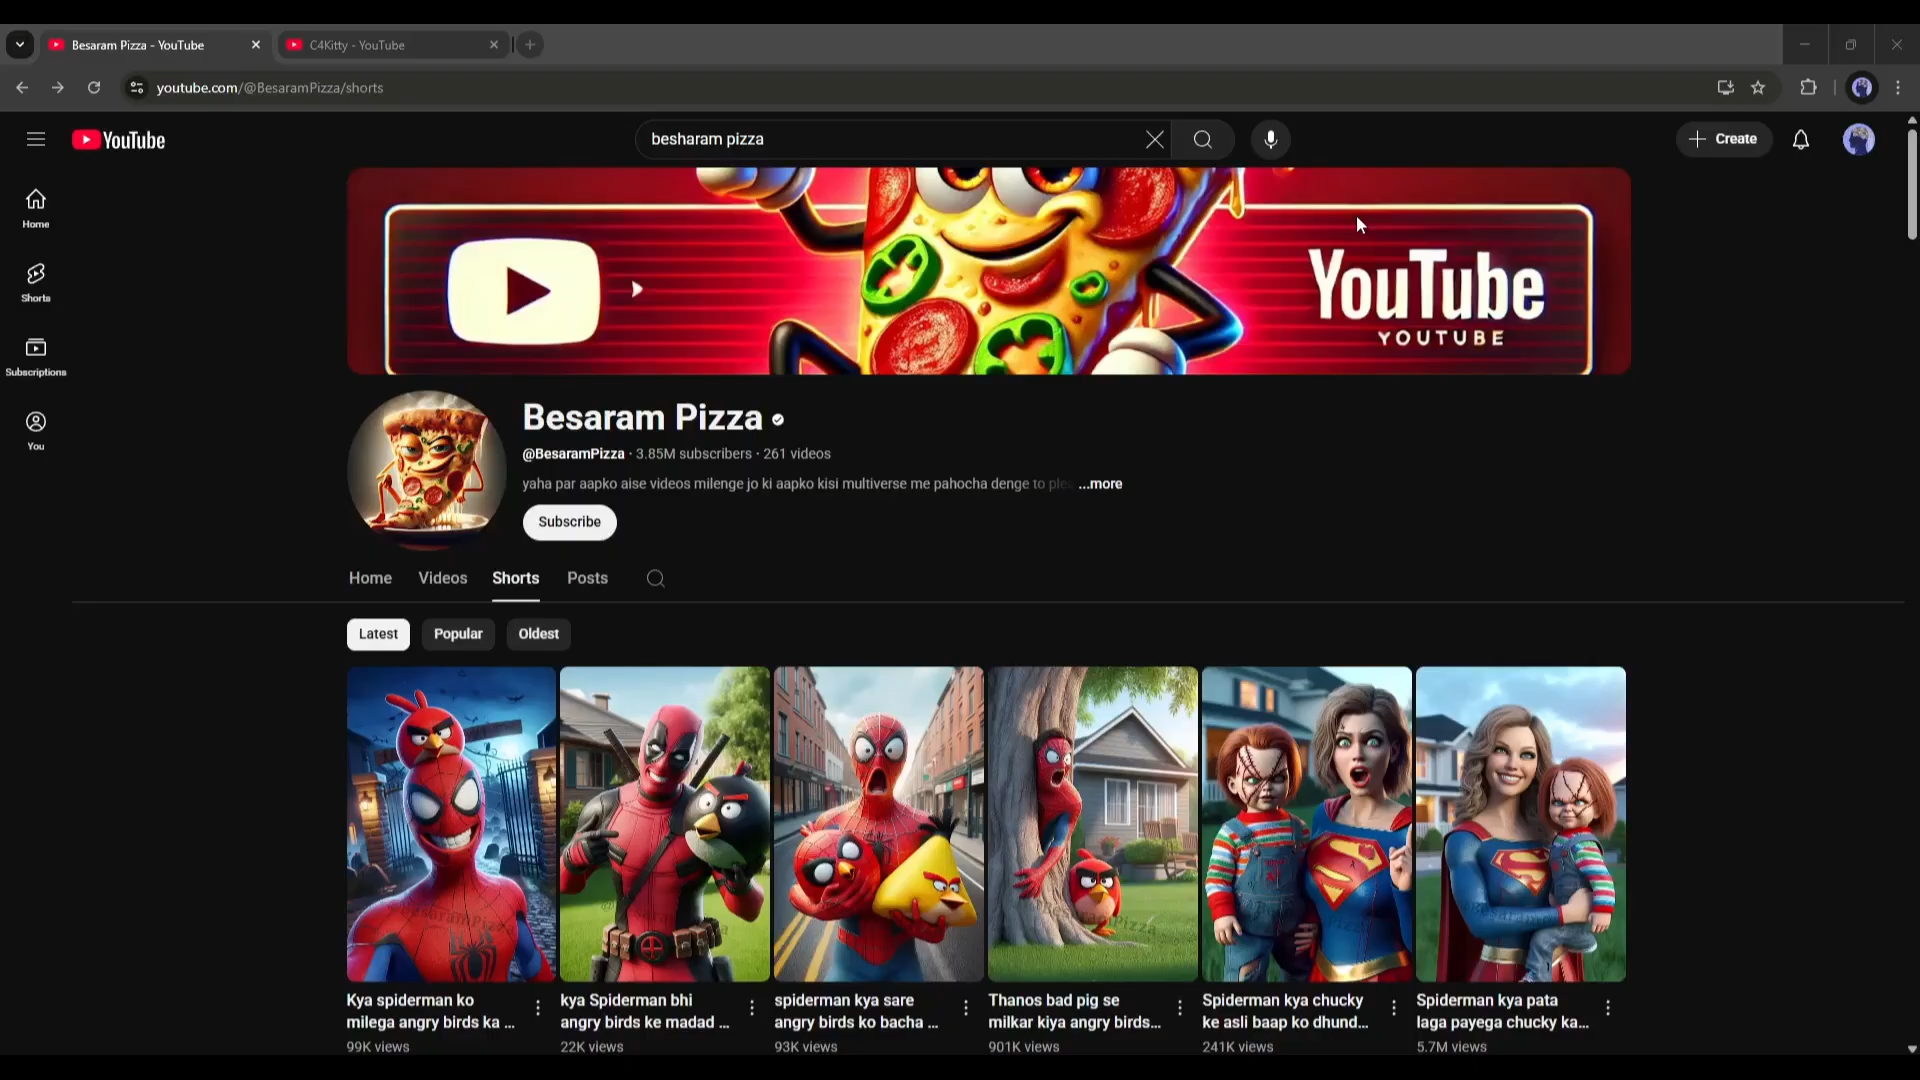 Besaram Pizza - YouTube
C4Kitty - YouTube
youtube.com/@BesaramPizza/shorts
YouTube
besharam pizza
Create
Home
Shorts
Subscriptions
You
YouTube
YOUTUBE
Besaram Pizza
@BesaramPizza · 3.85M subscribers · 261 videos
yaha par aapko aise videos milenge jo ki aapko kisi multiverse me pahocha denge to ...more
Subscribe
Home Videos Shorts Posts
Latest Popular Oldest
Kya spiderman ko
milega angry birds ka ...
99K views
kya Spiderman bhi
angry birds ke madad ...
22K views
spiderman kya sare
angry birds ko bacha ...
93K views
Thanos bad pig se
milkar kiya angry birds...
901K views
Spiderman kya chucky
ke asli baap ko dhund...
241K views
Spiderman kya pata
laga payega chucky ka...
5.7M views